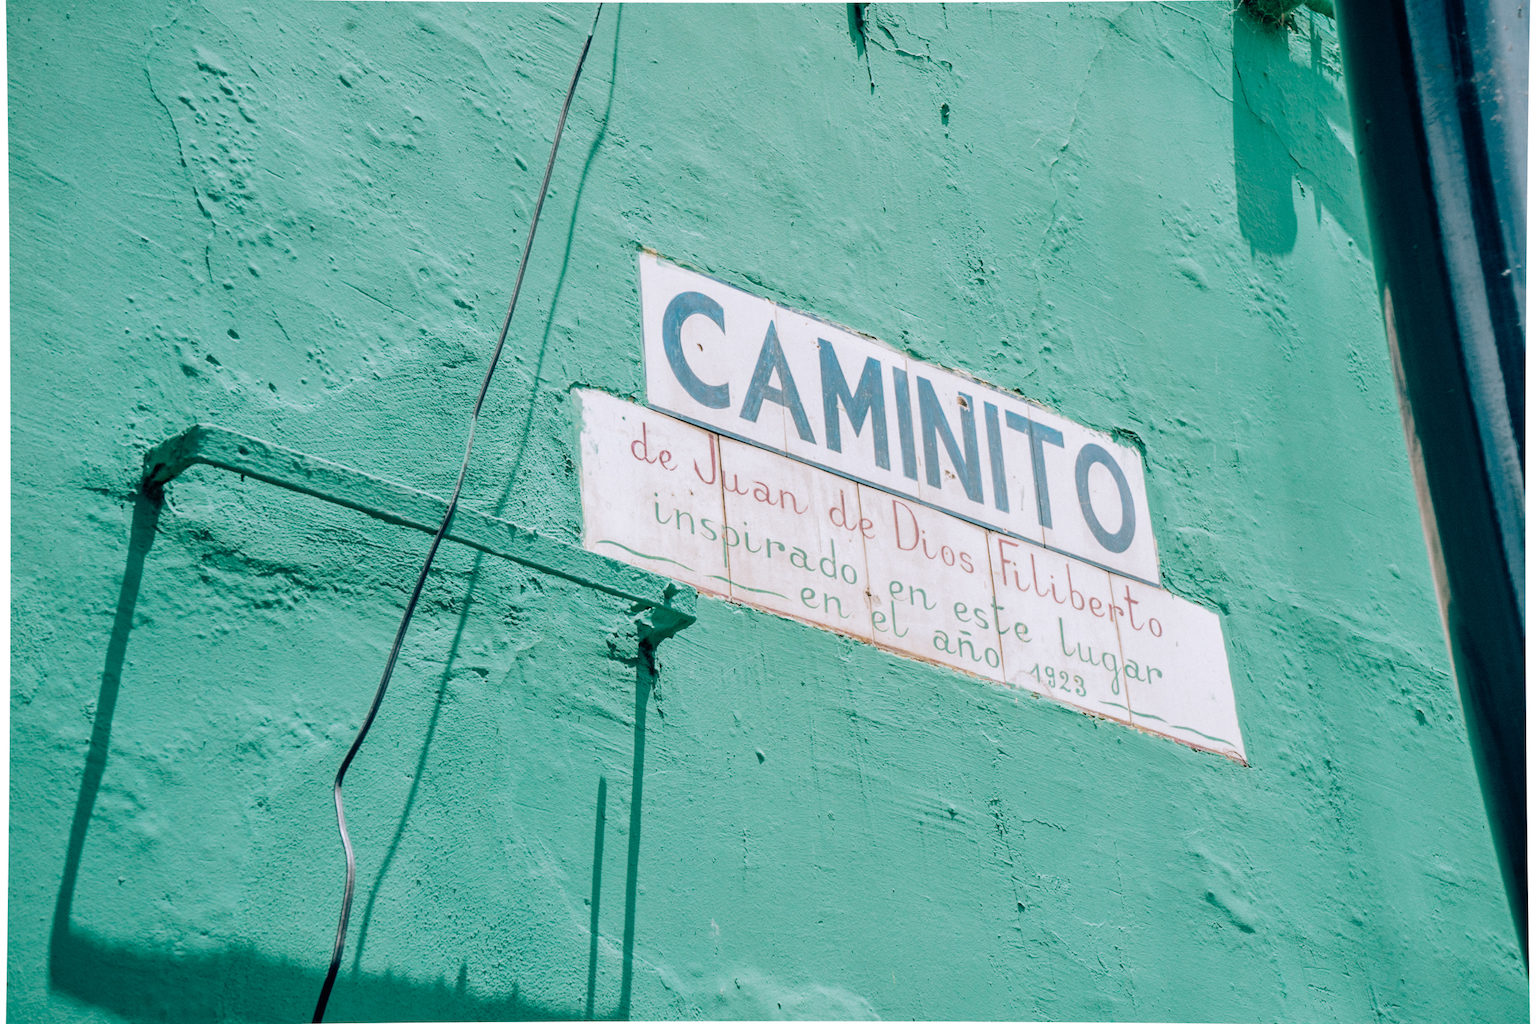 CAMINITO
de Juan de Dios Filiberto
inspirado en este lugar
en el año 1923